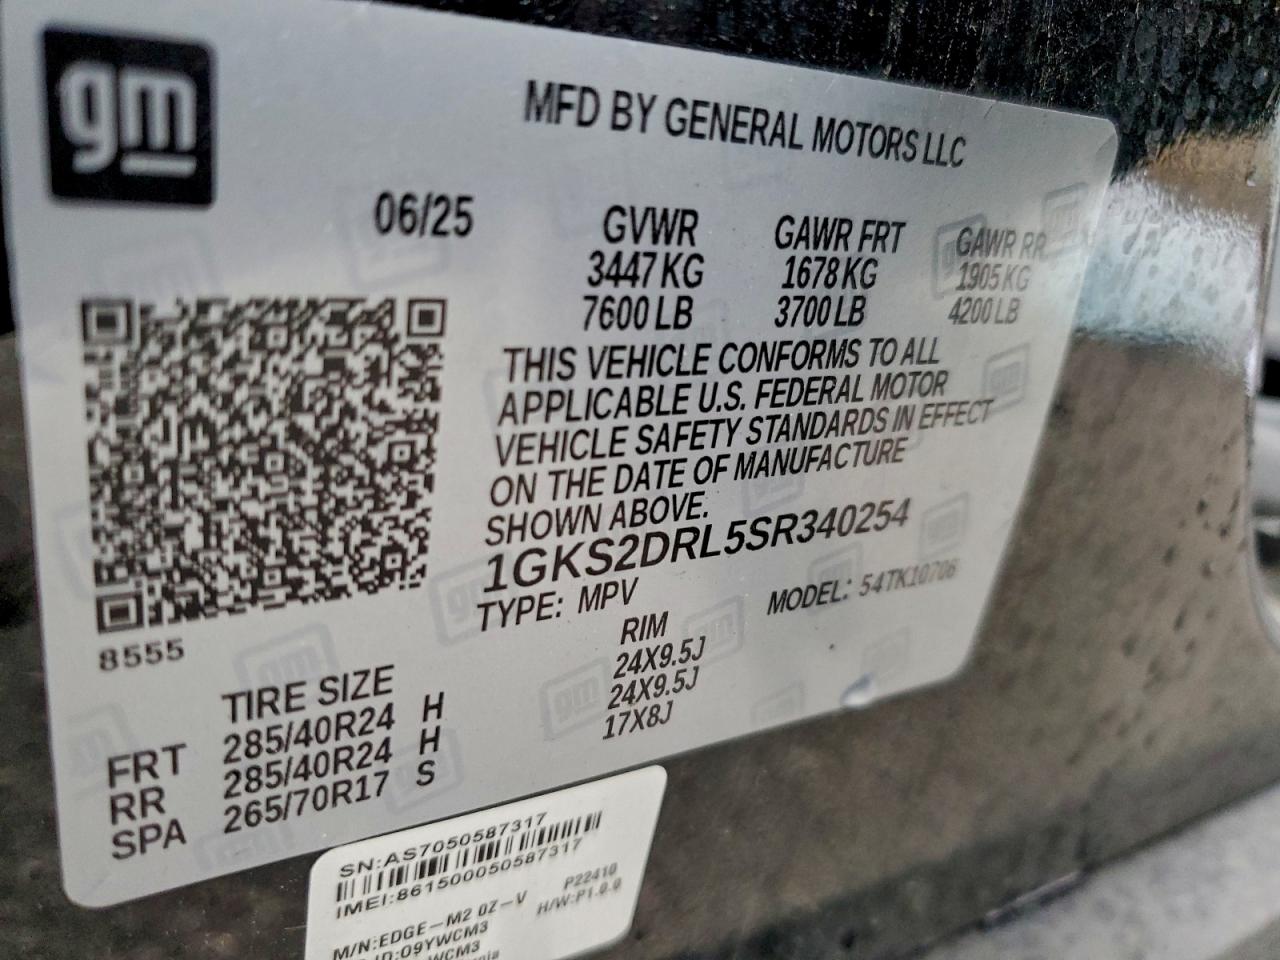 gm
MFD BY GENERAL MOTORS LLC
06/25
GVWR GAWR FRT GAWR RR
3447 KG 1678 KG 1905 KG
7600 LB 3700 LB 4200 LB
THIS VEHICLE CONFORMS TO ALL
APPLICABLE U.S. FEDERAL MOTOR
VEHICLE SAFETY STANDARDS IN EFFECT
ON THE DATE OF MANUFACTURE
SHOWN ABOVE.
1GKS2DRL5SR340254
TYPE: MPV MODEL: 54TK10706
8555
TIRE SIZE RIM
FRT 285/40R24 H 24X9.5J
RR 285/40R24 H 24X9.5J
SPA 265/70R17 S 17X8J
SN:AS7050587317
IMEI:861500050587317
M/N:EDGE-M2 0Z-V P22410
ID:09YWCM3 H/W:P1.0.0
WCM3